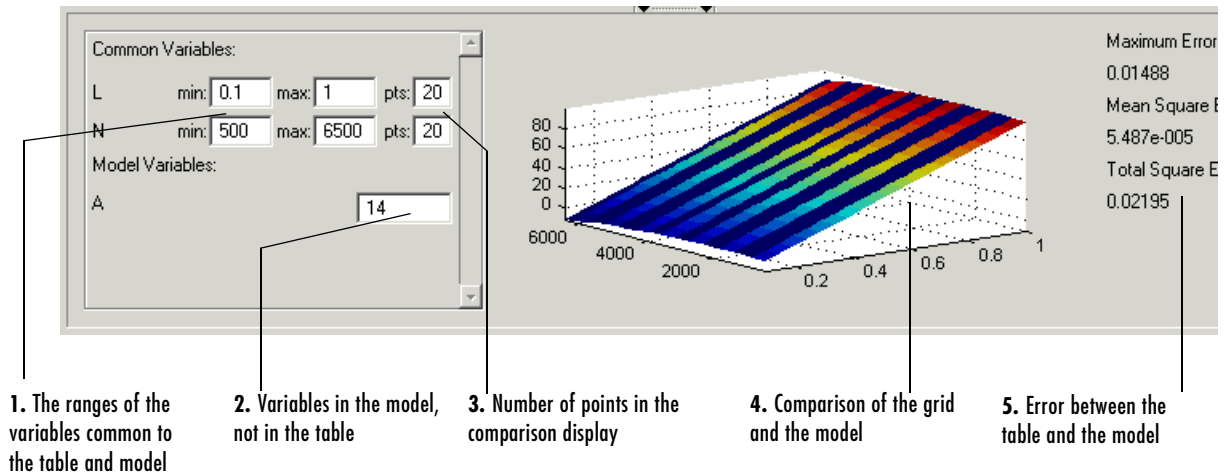 Common Variables:
L min: 0.1 max: 1 pts: 20
N min: 500 max: 6500 pts: 20
Model Variables:
A 14
80
60
40
20
0
6000
4000
2000
0.2
0.4
0.6
0.8
1
Maximum Error
0.01488
Mean Square E
5.487e-005
Total Square E
0.02195
1. The ranges of the
variables common to
the table and model
2. Variables in the model,
not in the table
3. Number of points in the
comparison display
4. Comparison of the grid
and the model
5. Error between the
table and the model